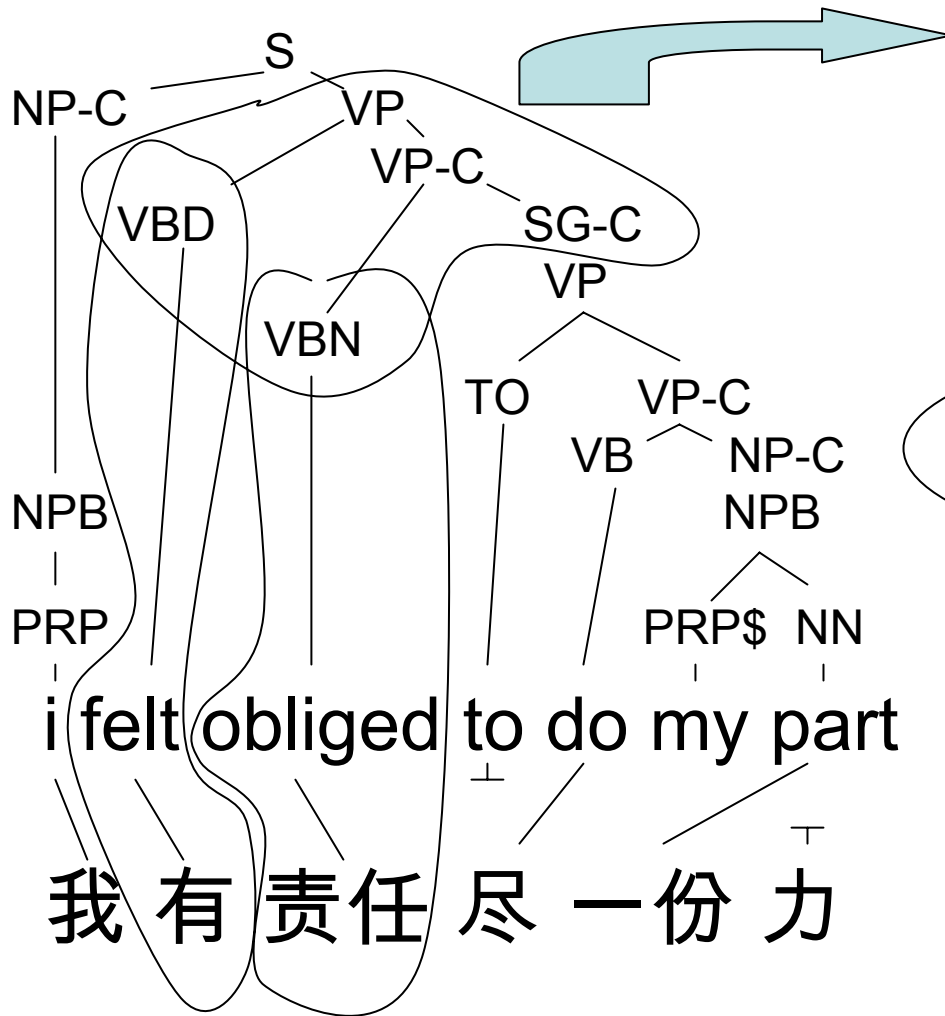 S
NP-C VP
VP-C
VBD SG-C
VP
VBN
TO VP-C
VB NP-C
NPB NPB
PRP PRP$ NN
i felt obliged to do my part
我 有 责任 尽 一份 力